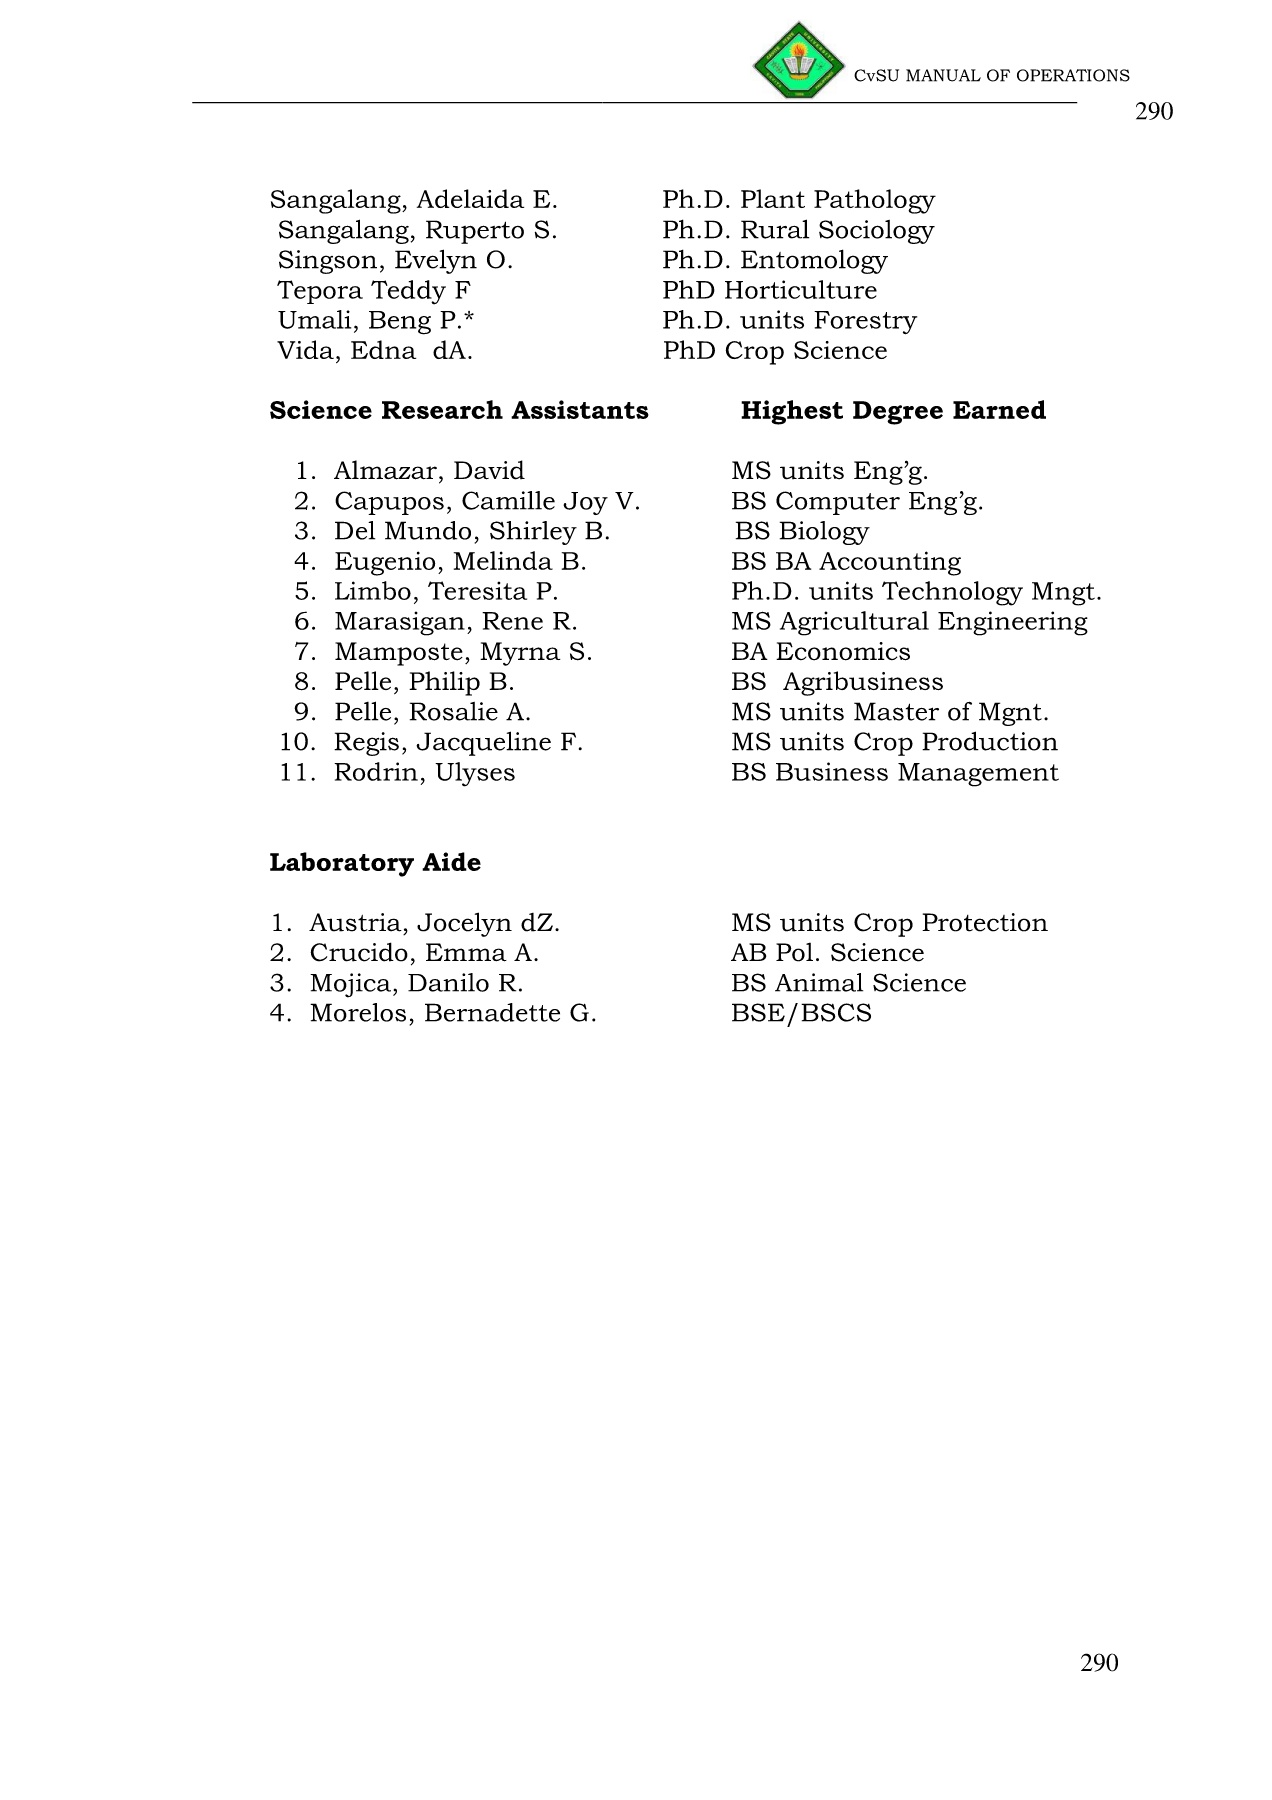 CvSU MANUAL OF OPERATIONS
290
Sangalang, Adelaida E. Ph.D. Plant Pathology
Sangalang, Ruperto S. Ph.D. Rural Sociology
Singson, Evelyn O. Ph.D. Entomology
Tepora Teddy F PhD Horticulture
Umali, Beng P.* Ph.D. units Forestry
Vida, Edna dA. PhD Crop Science
Science Research Assistants Highest Degree Earned
1. Almazar, David MS units Eng’g.
2. Capupos, Camille Joy V. BS Computer Eng’g.
3. Del Mundo, Shirley B. BS Biology
4. Eugenio, Melinda B. BS BA Accounting
5. Limbo, Teresita P. Ph.D. units Technology Mngt.
6. Marasigan, Rene R. MS Agricultural Engineering
7. Mamposte, Myrna S. BA Economics
8. Pelle, Philip B. BS Agribusiness
9. Pelle, Rosalie A. MS units Master of Mgnt.
10. Regis, Jacqueline F. MS units Crop Production
11. Rodrin, Ulyses BS Business Management
Laboratory Aide
1. Austria, Jocelyn dZ. MS units Crop Protection
2. Crucido, Emma A. AB Pol. Science
3. Mojica, Danilo R. BS Animal Science
4. Morelos, Bernadette G. BSE/BSCS
290